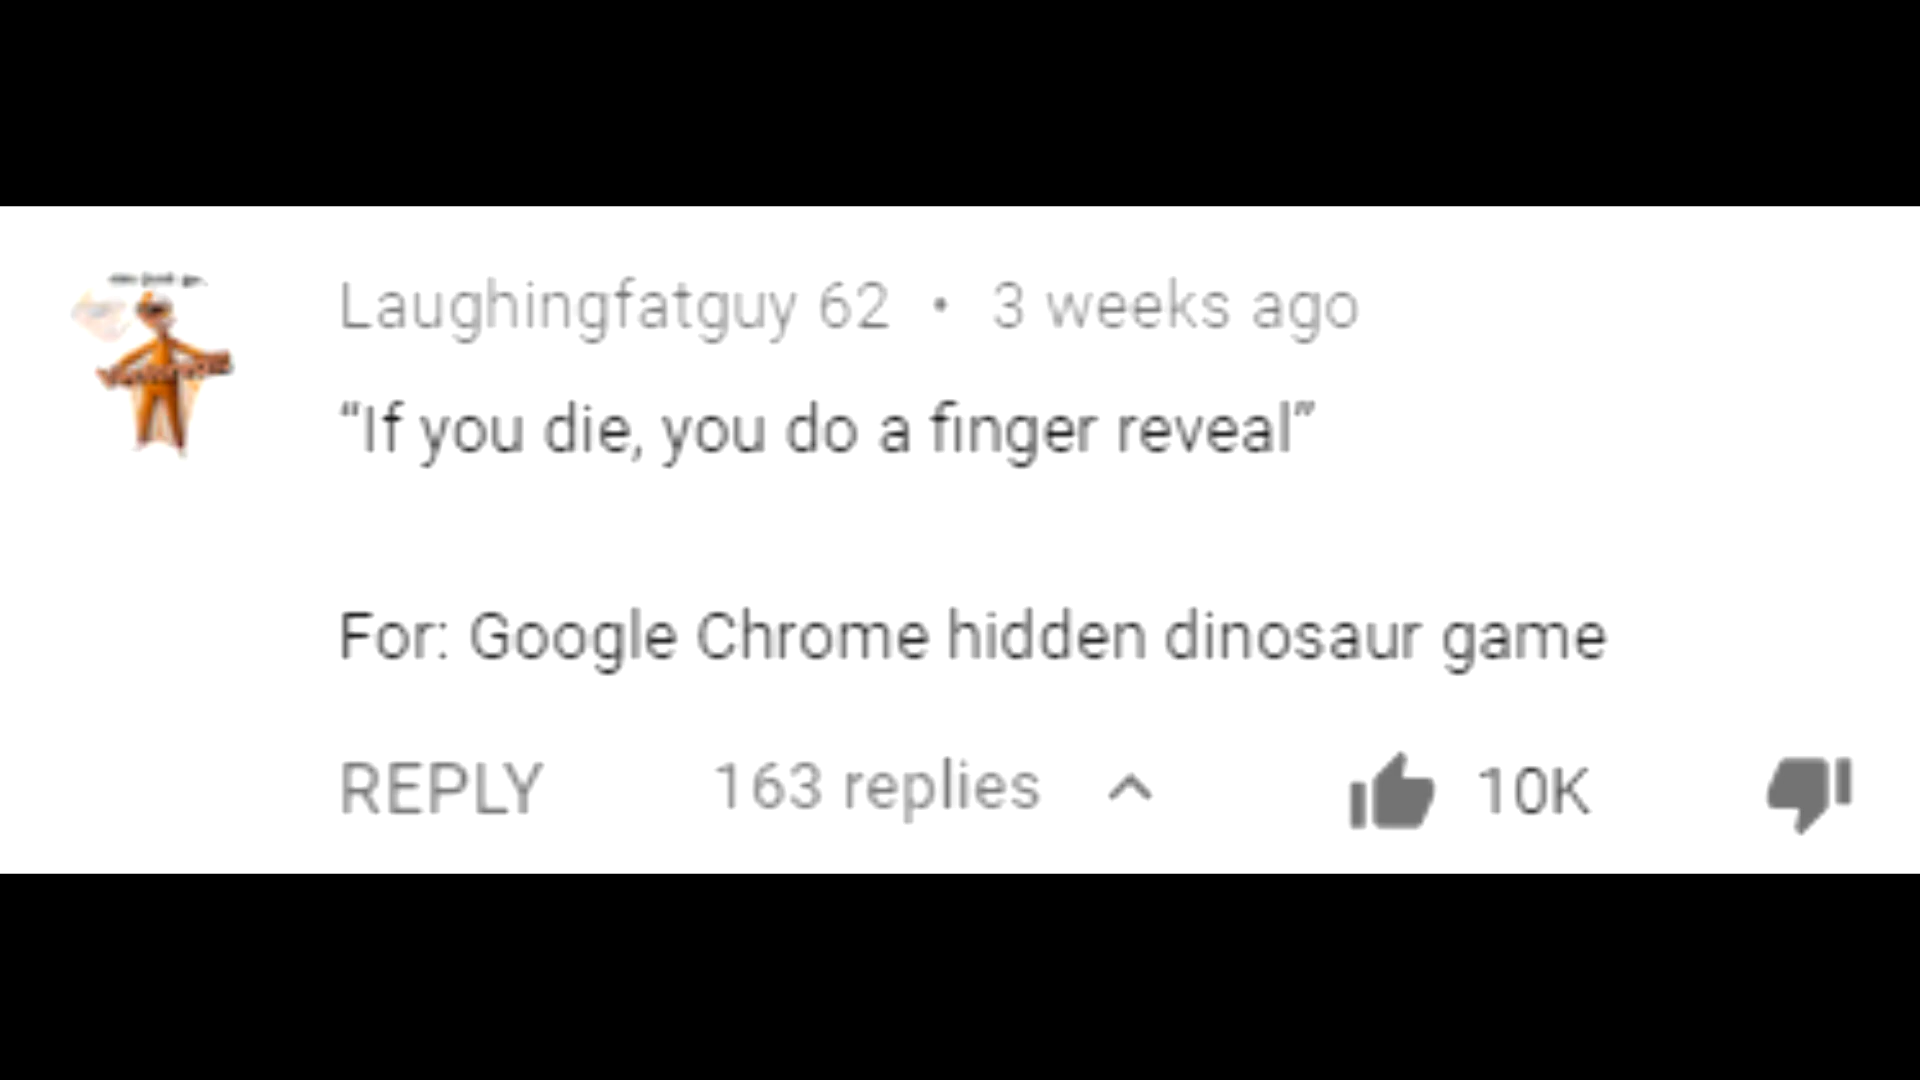 Laughingfatguy 62 • 3 weeks ago
“If you die, you do a finger reveal”
For: Google Chrome hidden dinosaur game
REPLY 163 replies 10K